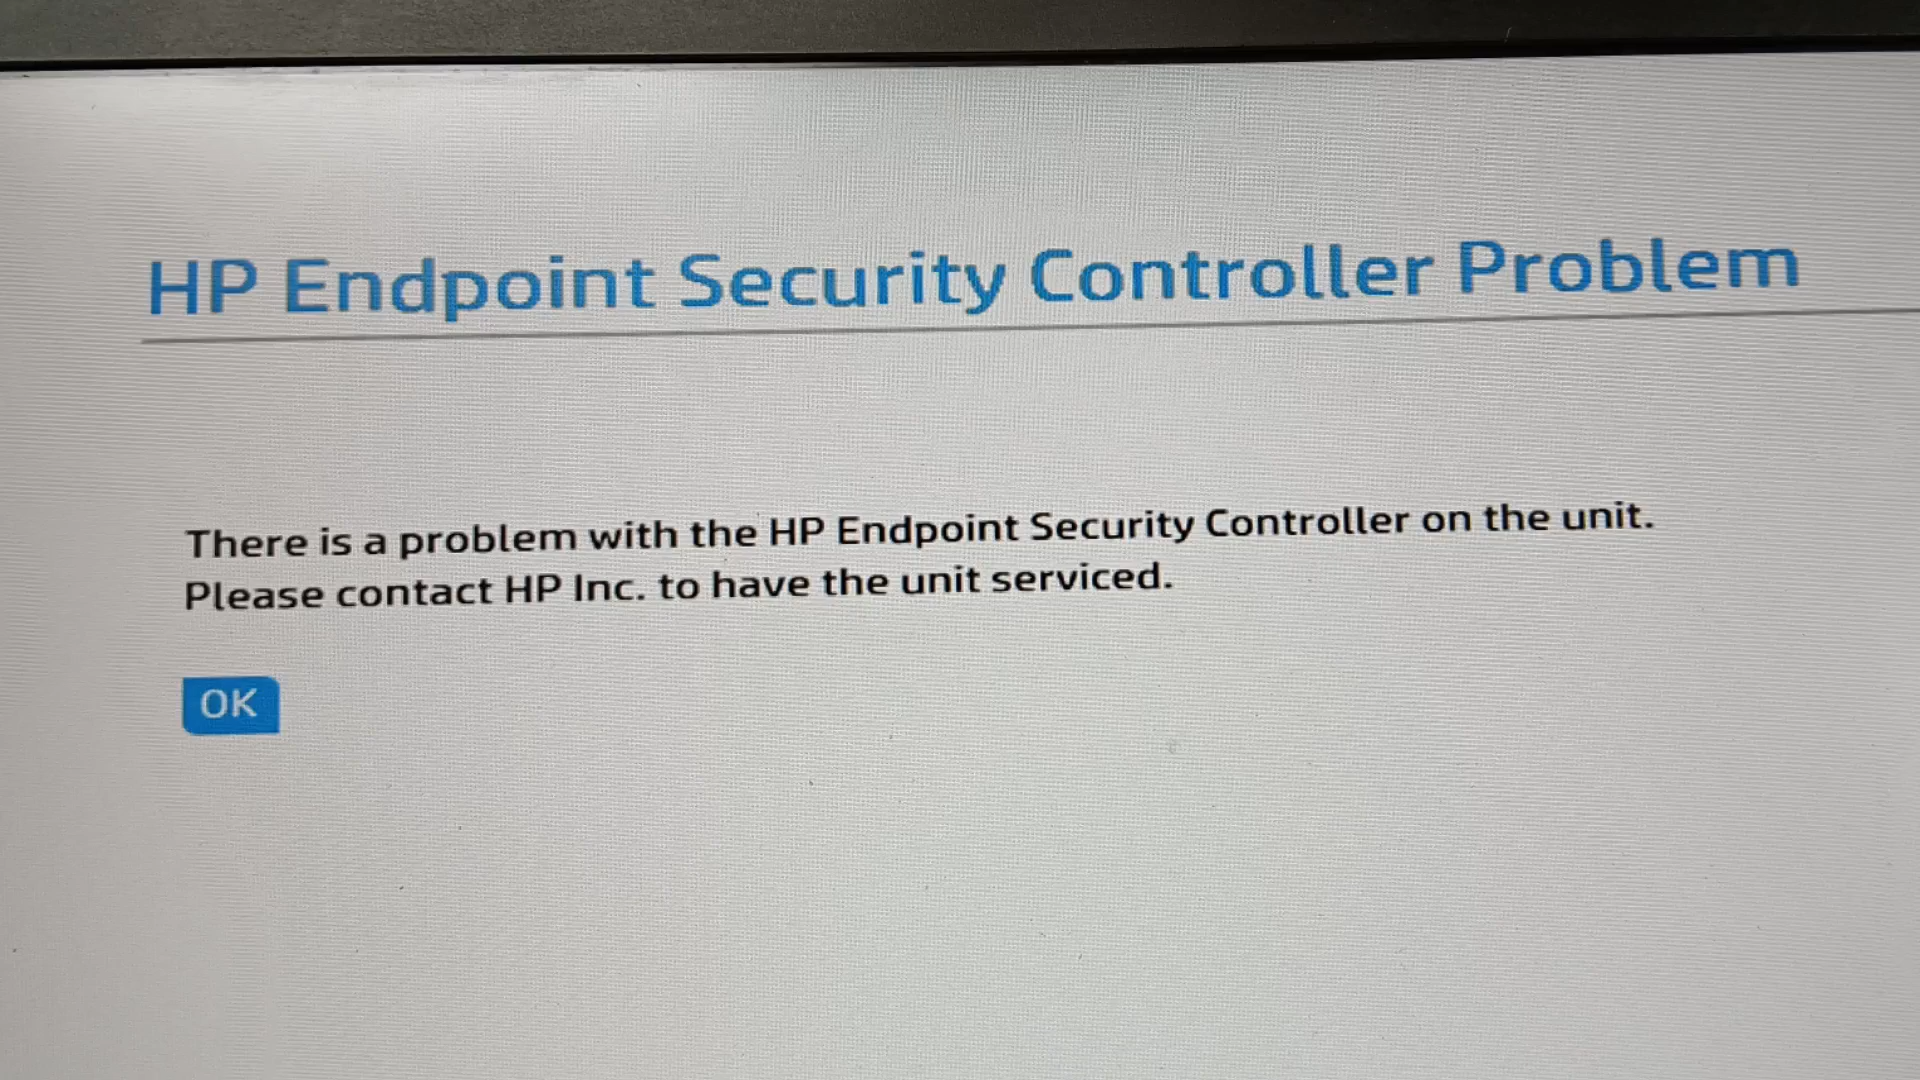 HP Endpoint Security Controller Problem
There is a problem with the HP Endpoint Security Controller on the unit.
Please contact HP Inc. to have the unit serviced.
OK